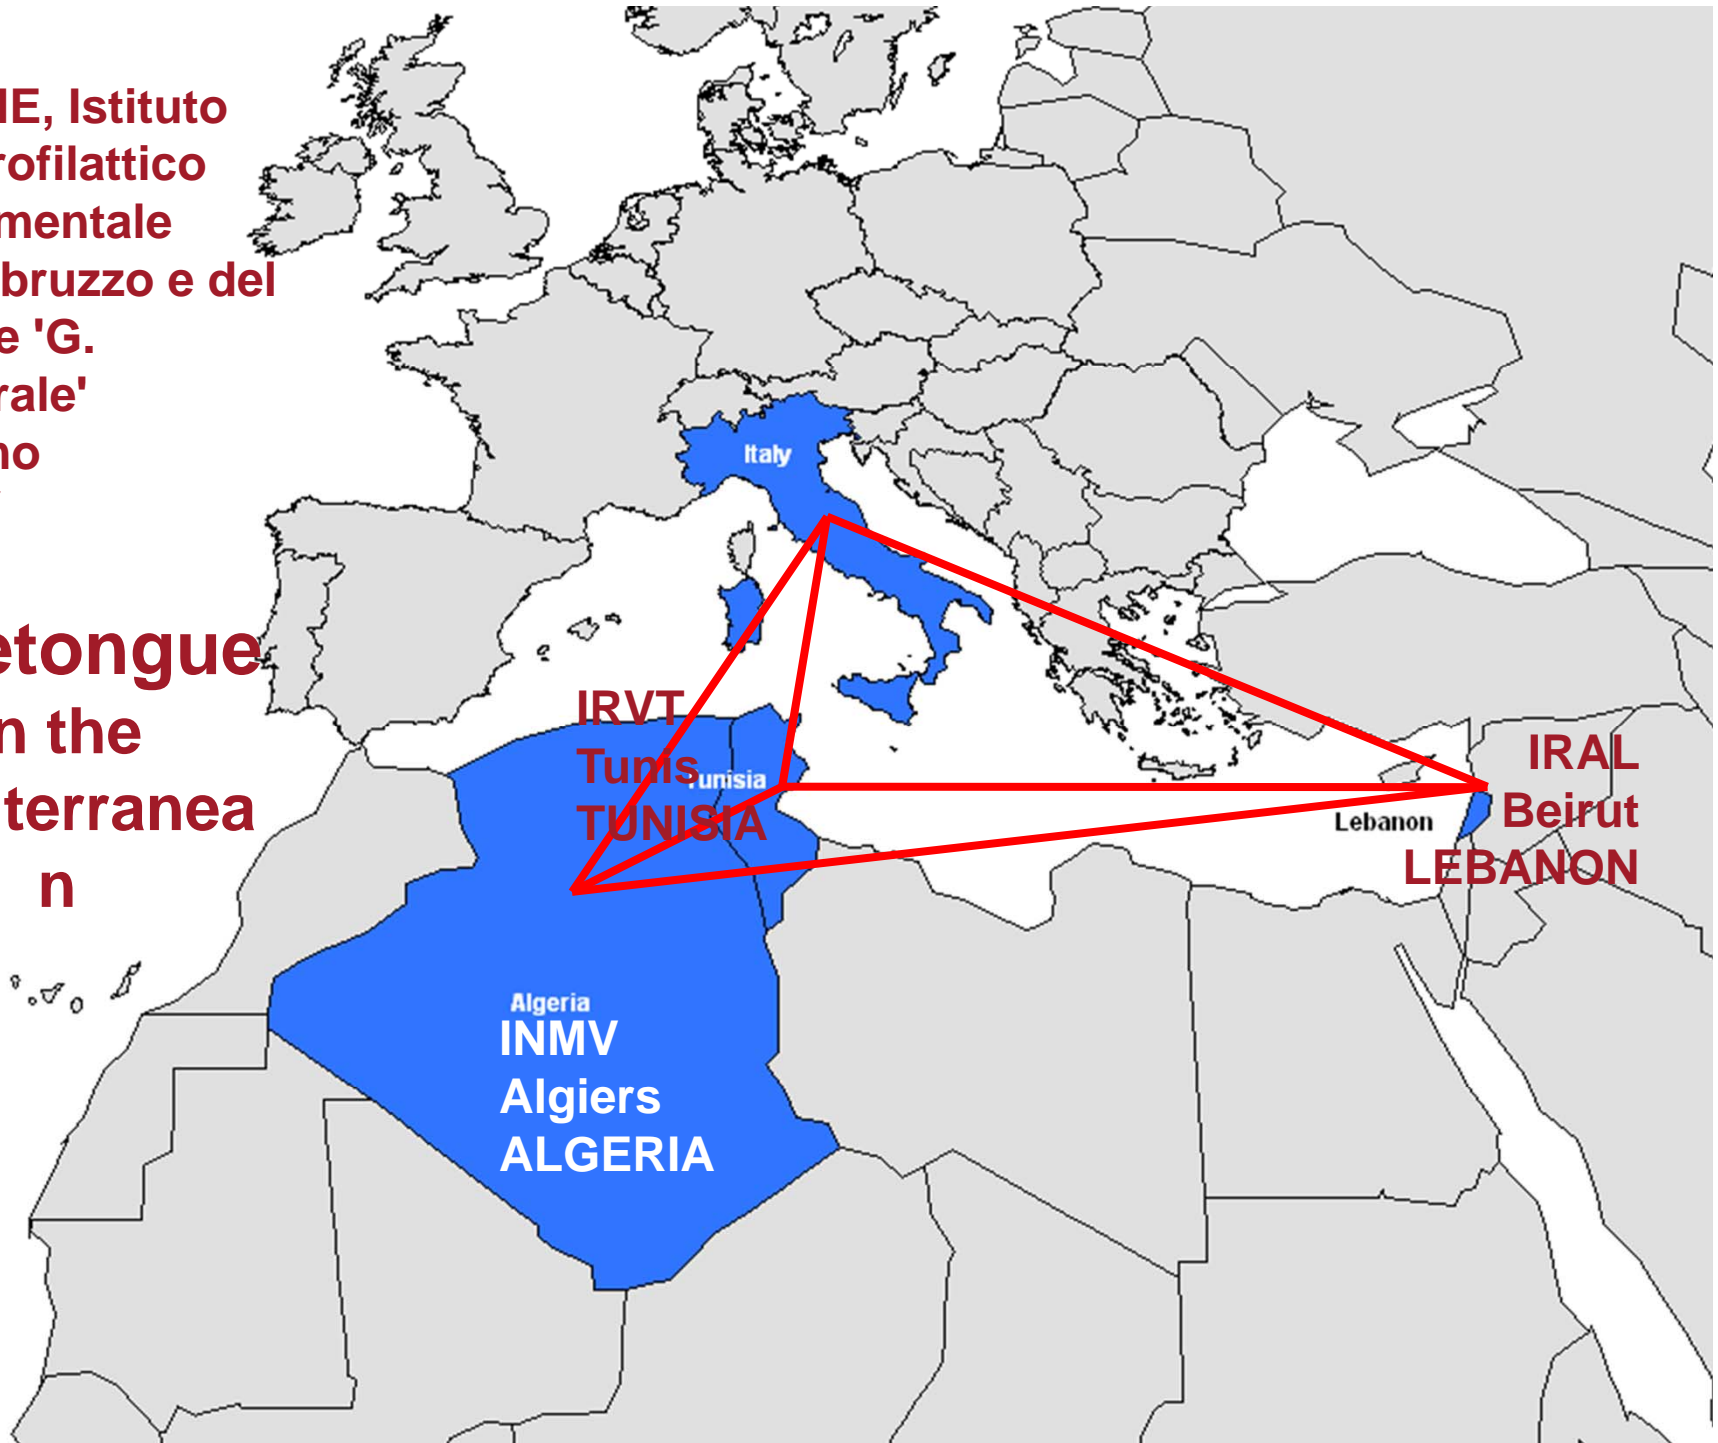 IE, Istituto
rofilattico
mentale
bruzzo e del
e 'G.
rale'
no
etongue
n the
terranea
n
Italy
IRVT
Tunis
TUNISIA
Tunisia
IRAL
Beirut
LEBANON
Lebanon
Algeria
INMV
Algiers
ALGERIA